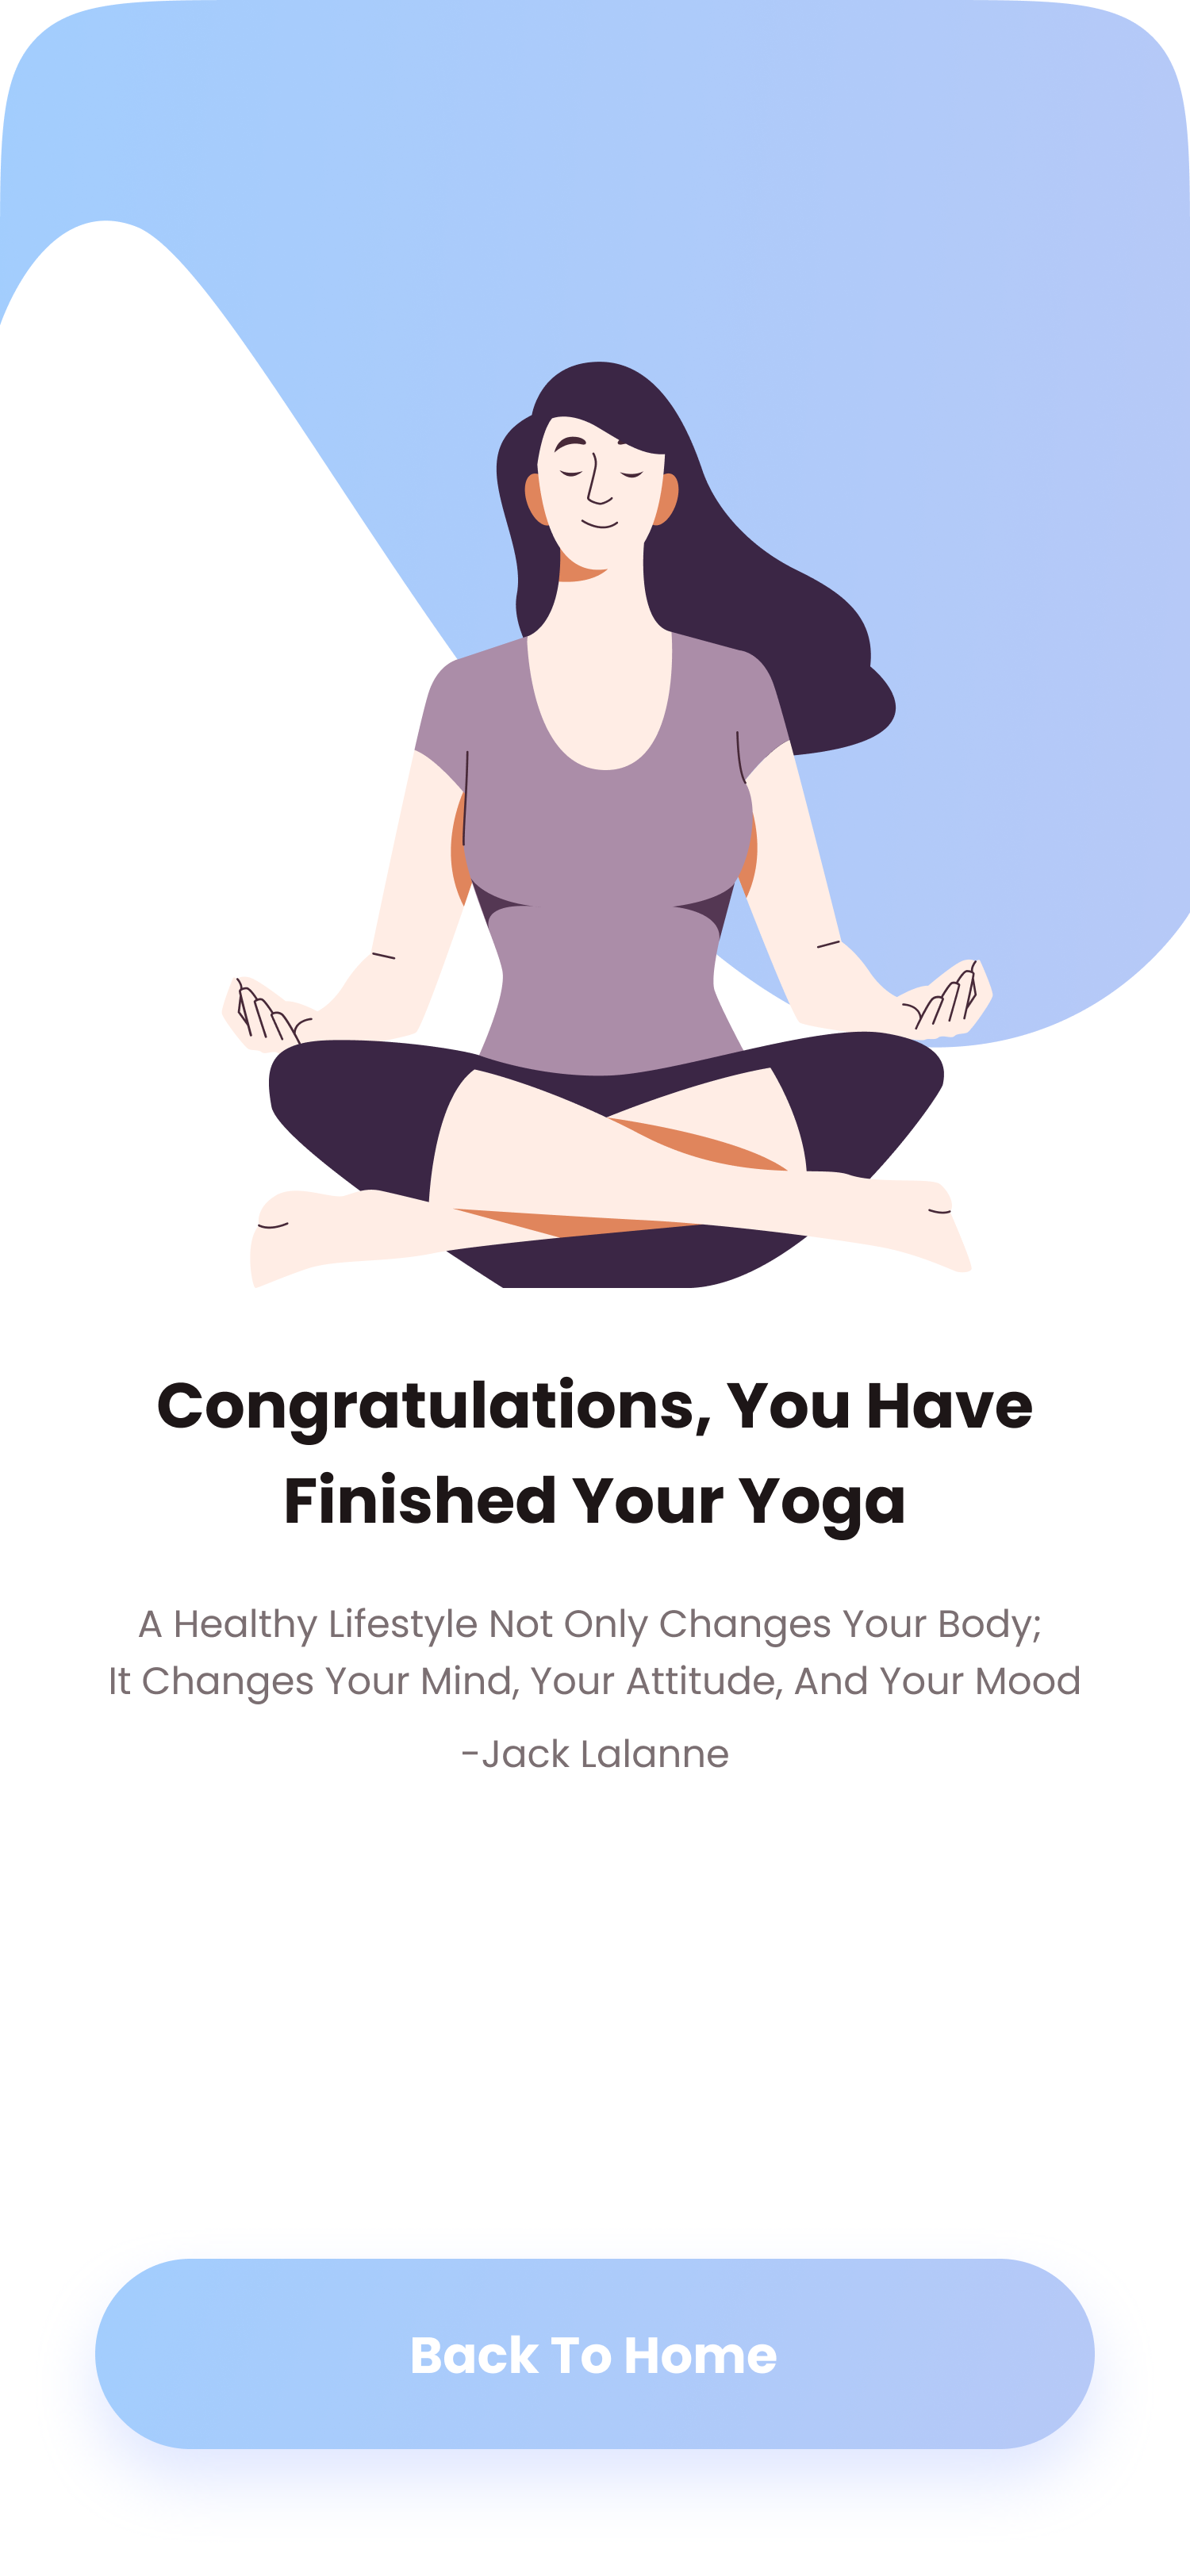 Congratulations, You Have
Finished Your Yoga
A Healthy Lifestyle Not Only Changes Your Body;
It Changes Your Mind, Your Attitude, And Your Mood
-Jack Lalanne
Back To Home